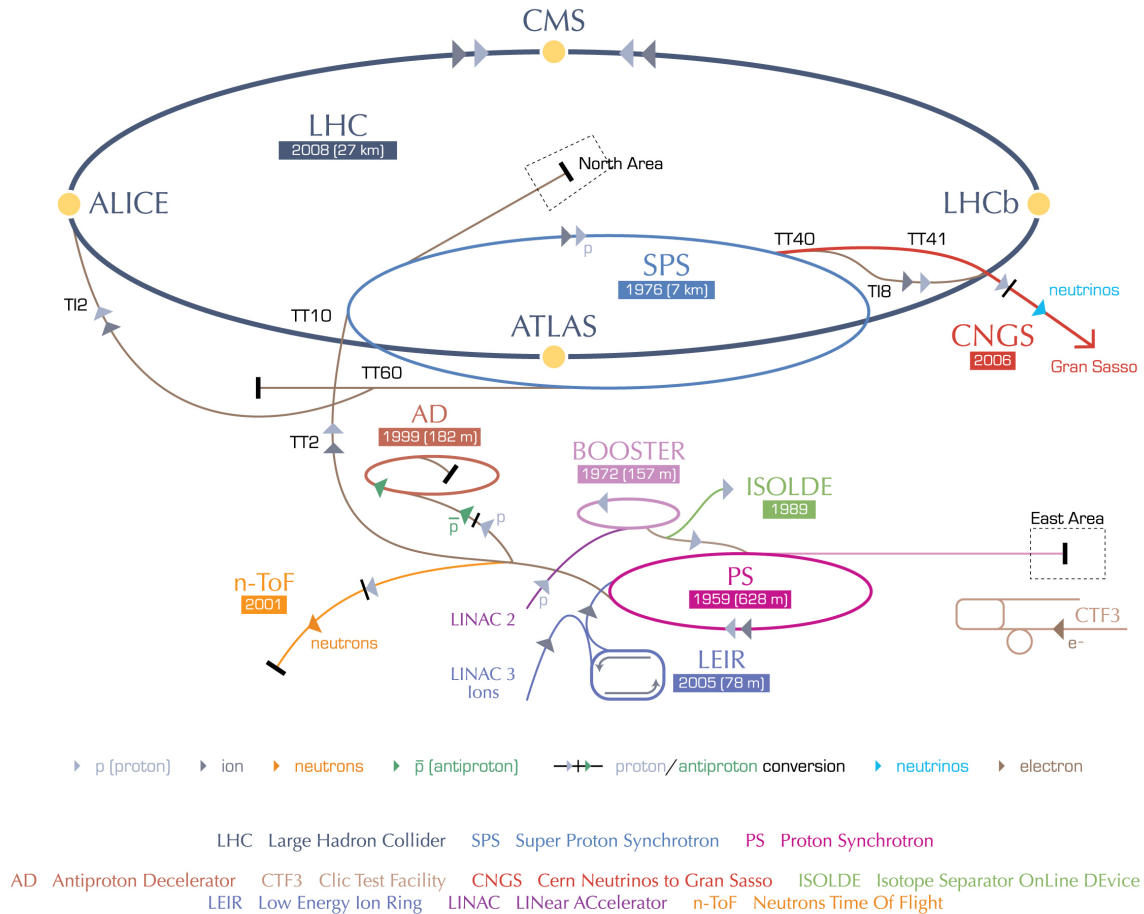 CMS
LHC
2008 (27 km)
North Area
ALICE
LHCb
TT40
TT41
SPS
1976 (7 km)
p
TI8
TI2
TT10
neutrinos
ATLAS
CNGS
2006
Gran Sasso
TT60
AD
1999 (182 m)
TT2
BOOSTER
1972 (157 m)
ISOLDE
1989
East Area
p̅
p
n-ToF
2001
PS
1959 (628 m)
p
LINAC 2
CTF3
e-
neutrons
LEIR
2005 (78 m)
LINAC 3
Ions
p (proton) ion neutrons p̅ (antiproton) proton/antiproton conversion neutrinos electron
LHC Large Hadron Collider SPS Super Proton Synchrotron PS Proton Synchrotron
AD Antiproton Decelerator CTF3 Clic Test Facility CNGS Cern Neutrinos to Gran Sasso ISOLDE Isotope Separator OnLine DEvice
LEIR Low Energy Ion Ring LINAC LINear ACcelerator n-ToF Neutrons Time Of Flight